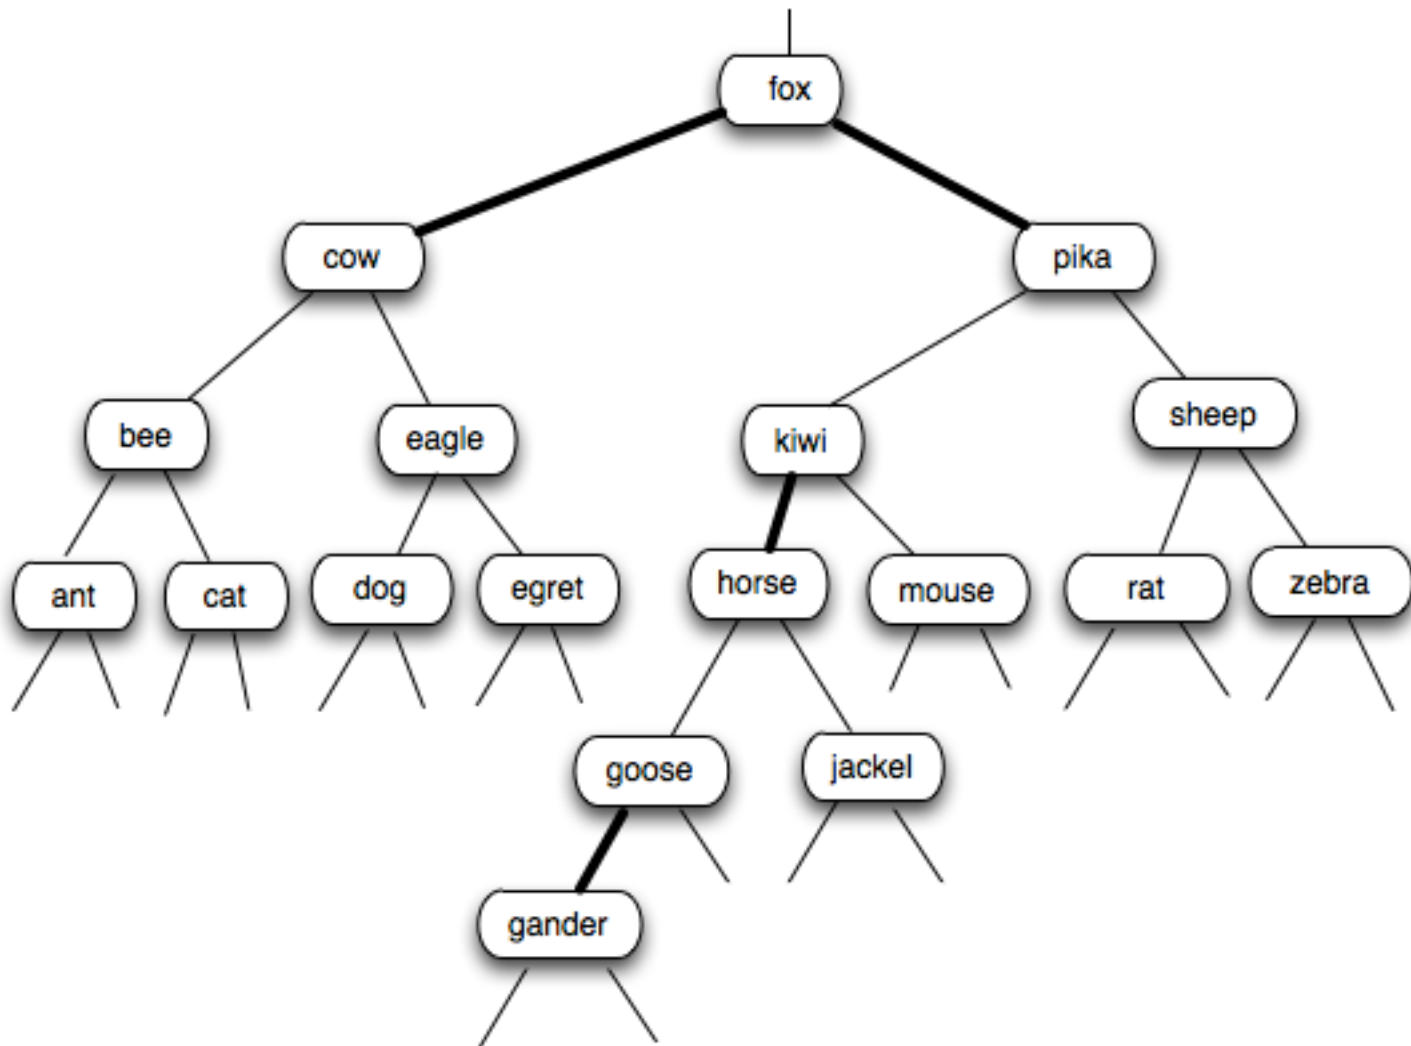 fox
cow
pika
bee
eagle
kiwi
sheep
ant
cat
dog
egret
horse
mouse
rat
zebra
goose
jackel
gander